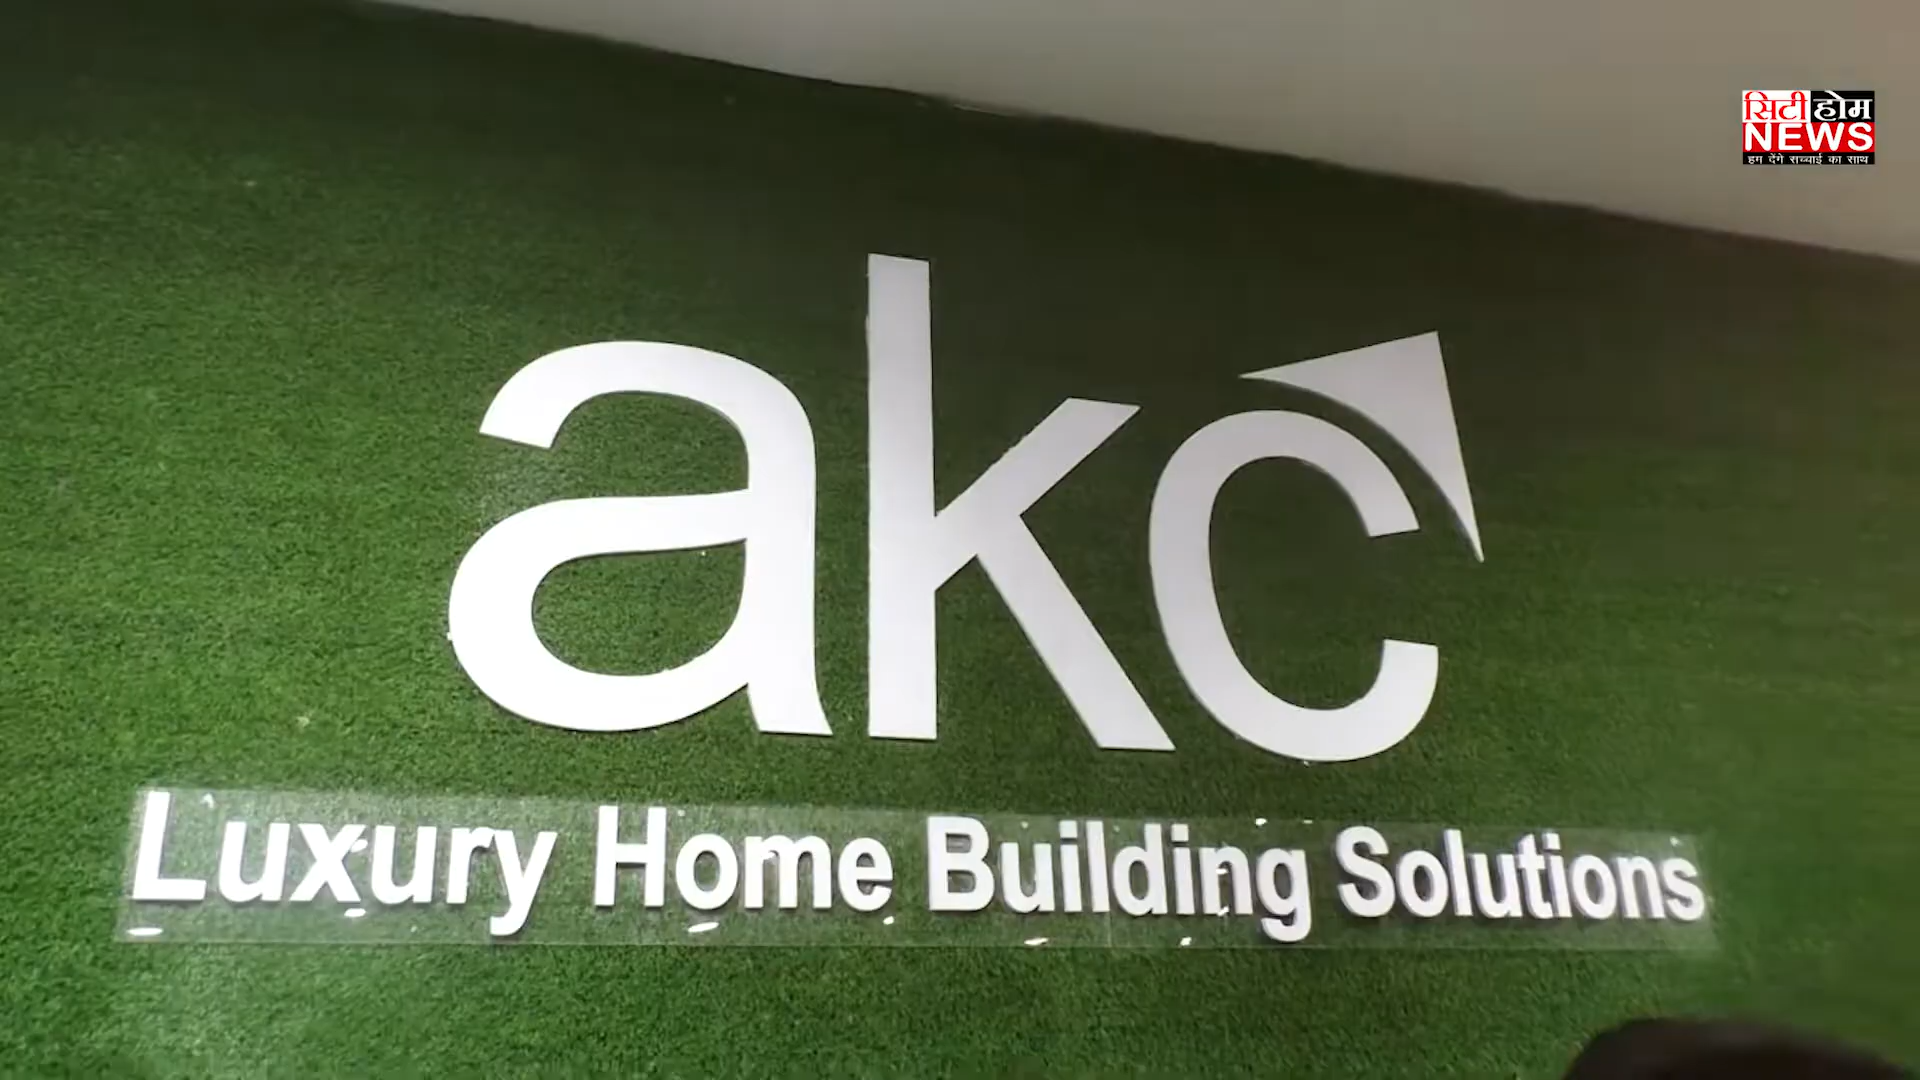 सिटी होम
NEWS
हम देंगे सच्चाई का साथ
akc
Luxury Home Building Solutions